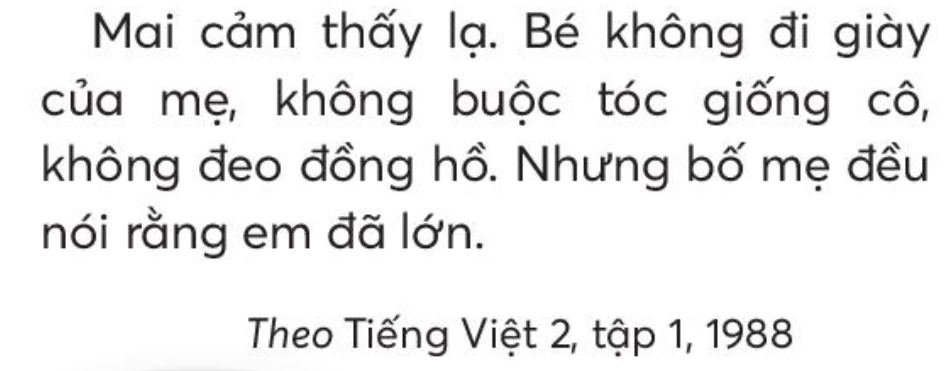 Mai cảm thấy lạ. Bé không đi giày
của mẹ, không buộc tóc giống cô,
không đeo đồng hồ. Nhưng bố mẹ đều
nói rằng em đã lớn.
Theo Tiếng Việt 2, tập 1, 1988